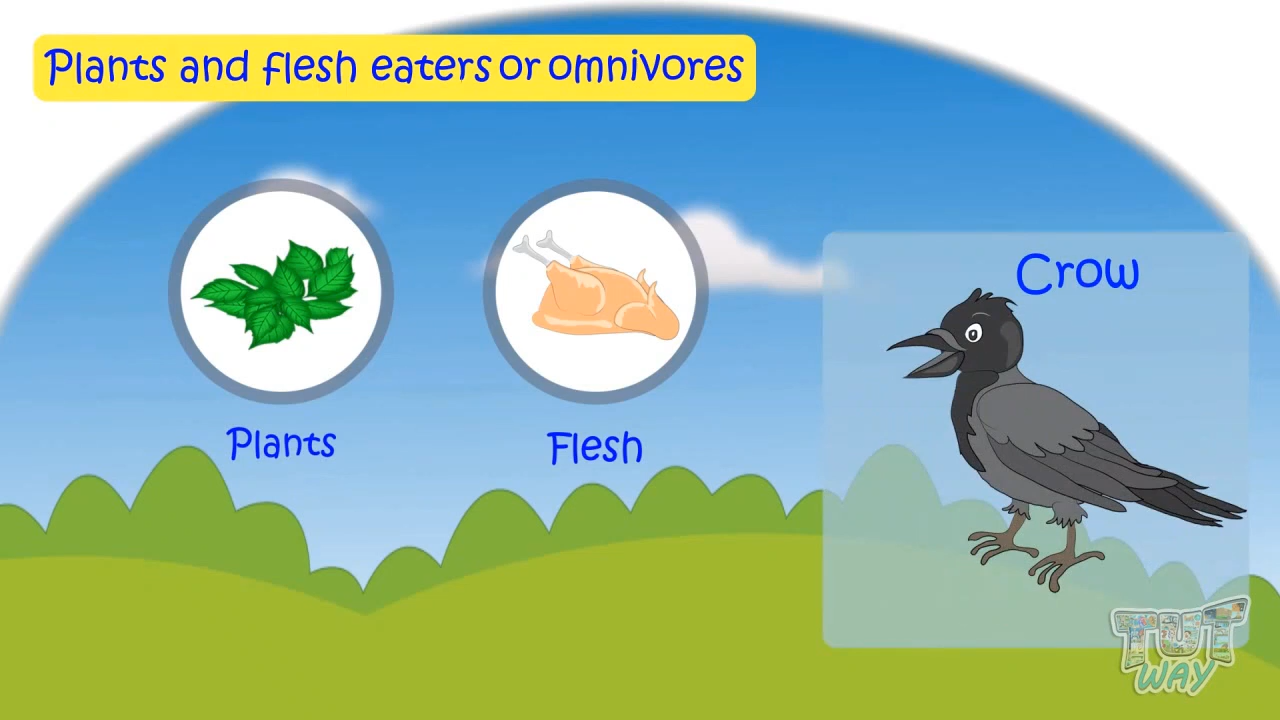 Plants and flesh eaters or omnivores
Crow
Plants
Flesh
TUT
WAY